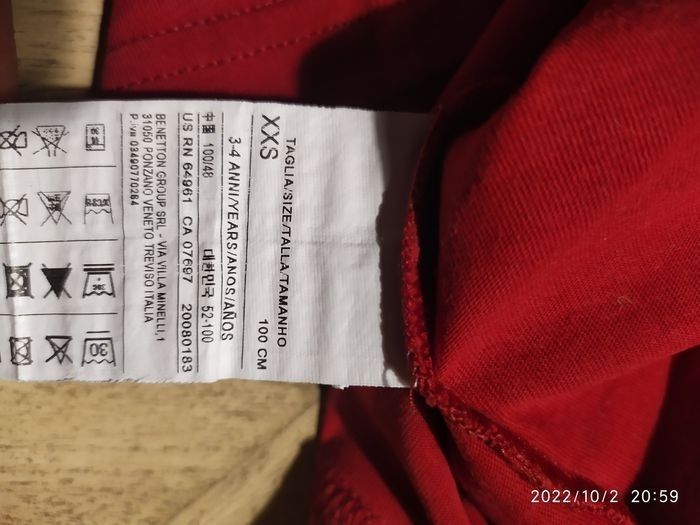 TAGLIA/SIZE/TALLA/TAMANHO
XXS 100 CM
3-4 ANNI/YEARS/ANOS/AÑOS
中国 100/48 대한민국 52-100
US RN 64961 CA 07697 20080183
BENETTON GROUP SRL - VIA VILLA MINELLI,1
31050 PONZANO VENETO TREVISO ITALIA
P.IVA 03490770264
30
2022/10/2 20:59